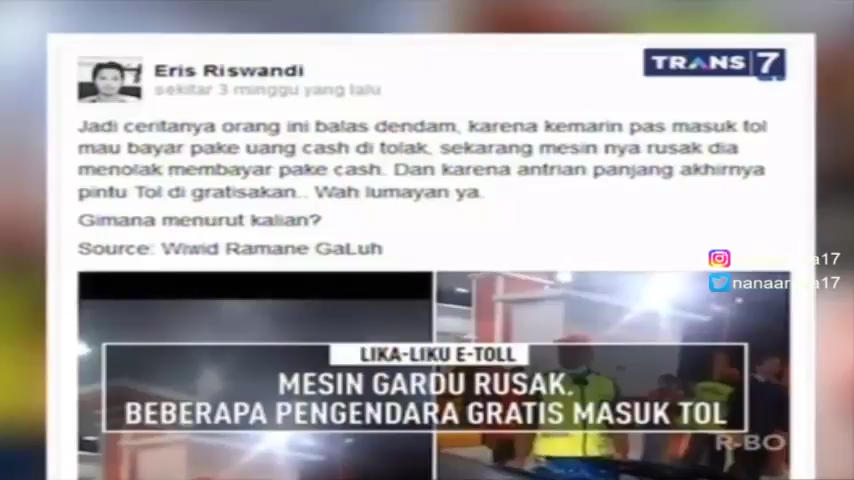 Eris Riswandi
sekitar 3 minggu yang lalu
TRANS 7
Jadi ceritanya orang ini balas dendam, karena kemarin pas masuk tol
mau bayar pake uang cash di tolak, sekarang mesin nya rusak dia
menolak membayar pake cash. Dan karena antrian panjang akhirnya
pintu Tol di gratisakan.. Wah lumayan ya.
Gimana menurut kalian?
Source: Wiwid Ramane GaLuh
LIKA-LIKU E-TOLL
MESIN GARDU RUSAK.
BEBERAPA PENGENDARA GRATIS MASUK TOL
R-BO